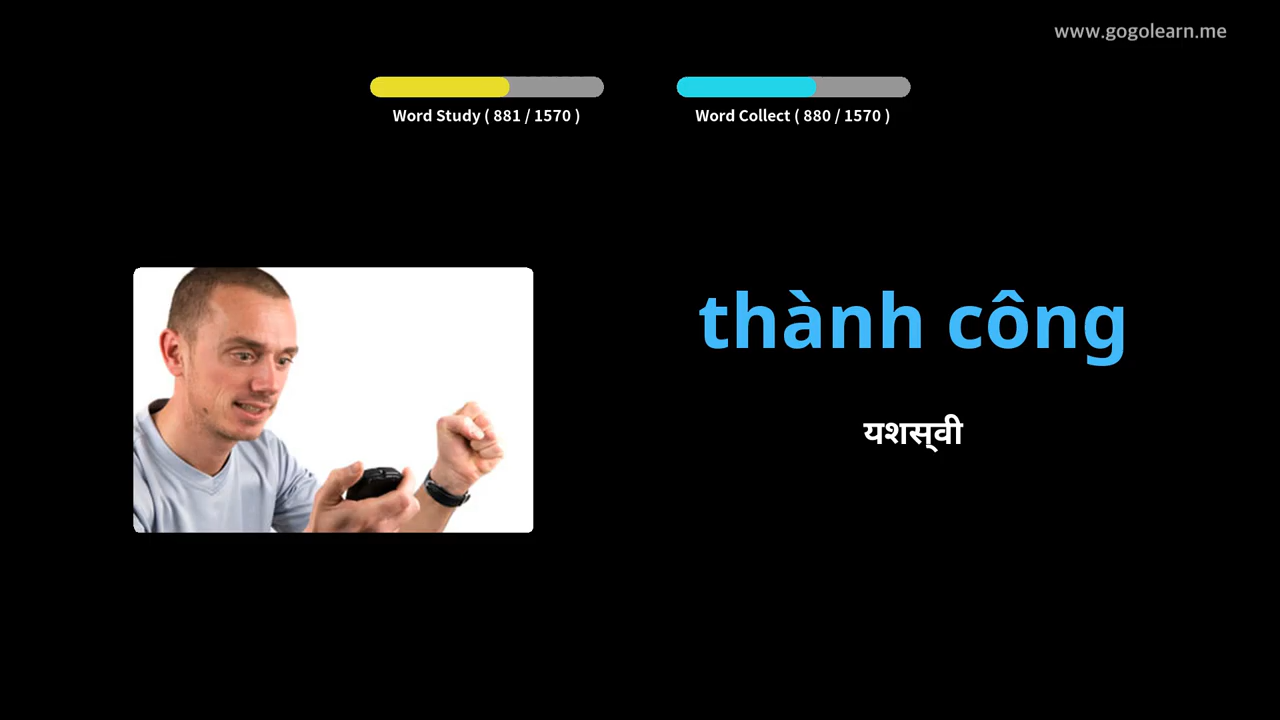 www.gogolearn.me
Word Study ( 881 / 1570 )
Word Collect ( 880 / 1570 )
thành công
यशस्वी